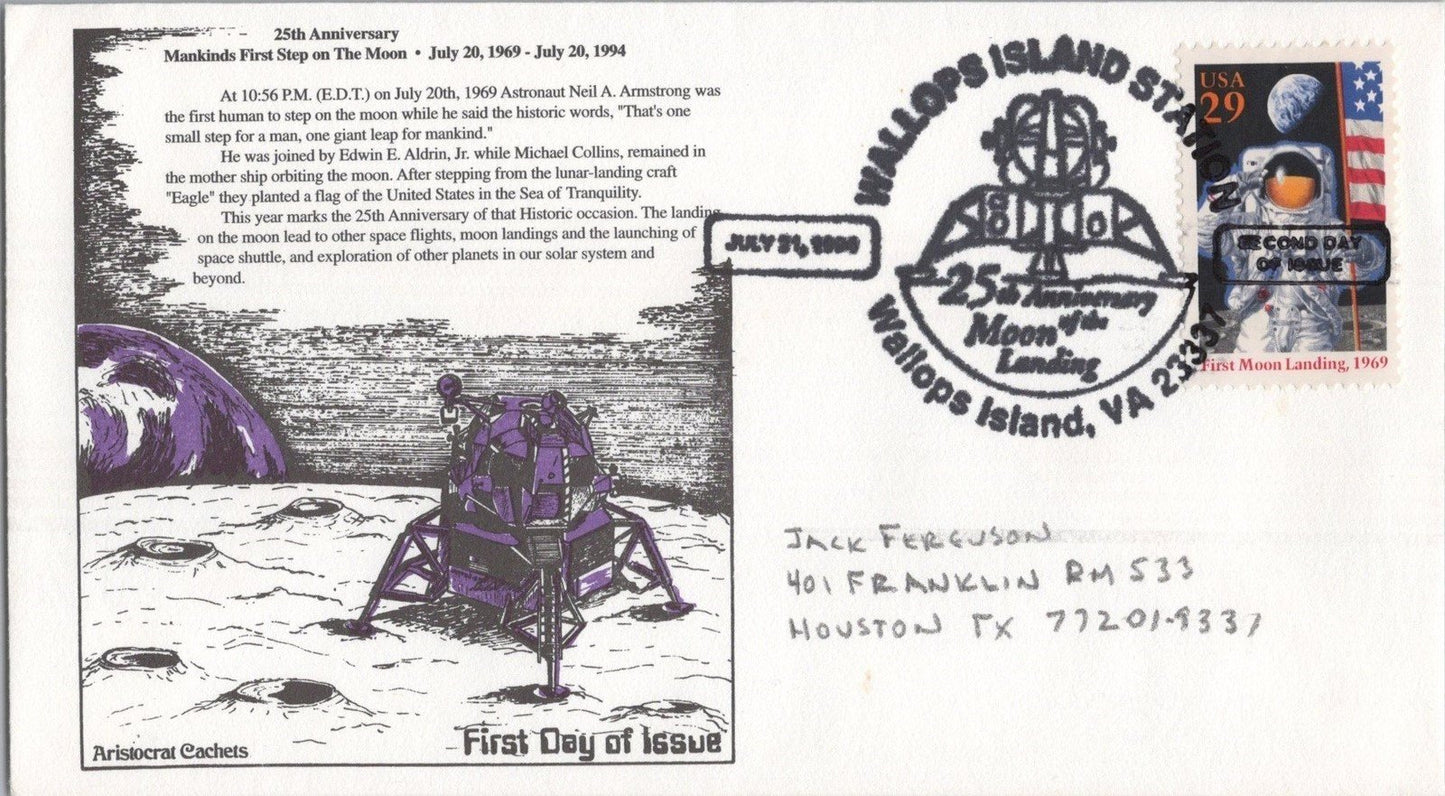 25th Anniversary
Mankinds First Step on The Moon • July 20, 1969 - July 20, 1994
At 10:56 P.M. (E.D.T.) on July 20th, 1969 Astronaut Neil A. Armstrong was
the first human to step on the moon while he said the historic words, "That's one
small step for a man, one giant leap for mankind."
He was joined by Edwin E. Aldrin, Jr. while Michael Collins, remained in
the mother ship orbiting the moon. After stepping from the lunar-landing craft
"Eagle" they planted a flag of the United States in the Sea of Tranquility.
This year marks the 25th Anniversary of that Historic occasion. The landing
on the moon lead to other space flights, moon landings and the launching of
space shuttle, and exploration of other planets in our solar system and
beyond.
Aristocrat Cachets
First Day of Issue
WALLOPS ISLAND STATION
JULY 21,
25th Anniversary
of the
Moon
Landing
Wallops Island, VA 23337
USA
29
SECOND DAY
OF ISSUE
First Moon Landing, 1969
JACK FERGUSON
401 FRANKLIN RM 533
HOUSTON TX 77201-9337